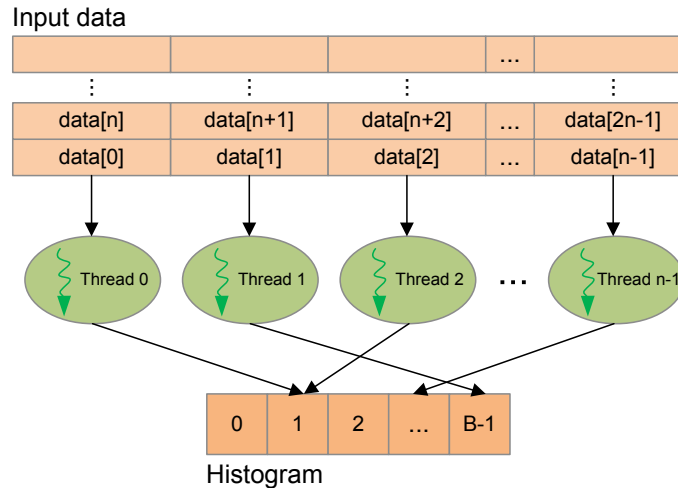 Input data
...
⋮ ⋮ ⋮ ⋮
data[n] data[n+1] data[n+2] ... data[2n-1]
data[0] data[1] data[2] ... data[n-1]
Thread 0 Thread 1 Thread 2 ... Thread n-1
0 1 2 ... B-1
Histogram